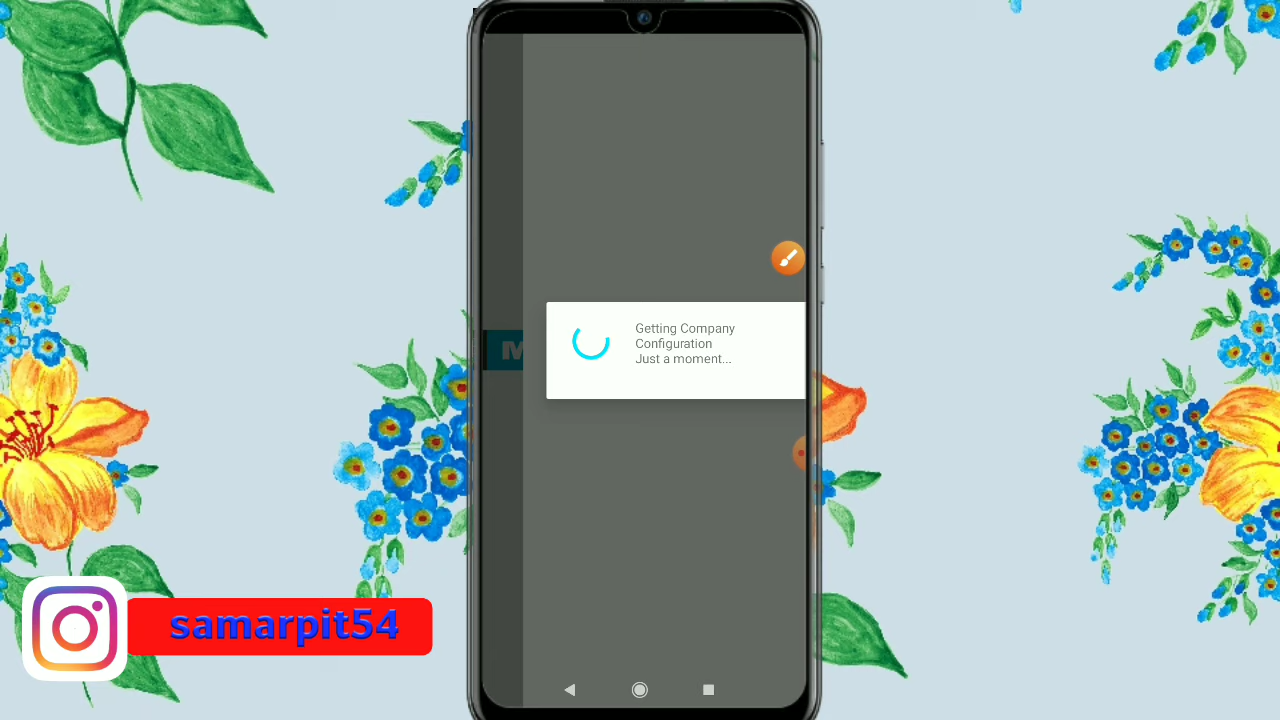 Getting Company
Configuration
Just a moment...
M
samarpit54